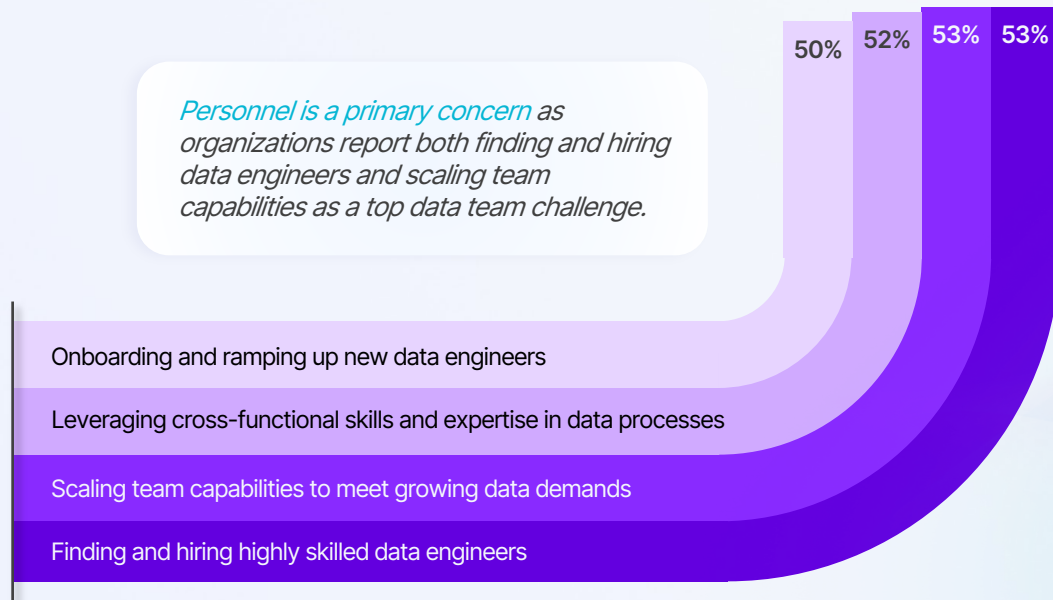 50%
52%
53%
53%
Personnel is a primary concern as
organizations report both finding and hiring
data engineers and scaling team
capabilities as a top data team challenge.
Onboarding and ramping up new data engineers
Leveraging cross-functional skills and expertise in data processes
Scaling team capabilities to meet growing data demands
Finding and hiring highly skilled data engineers